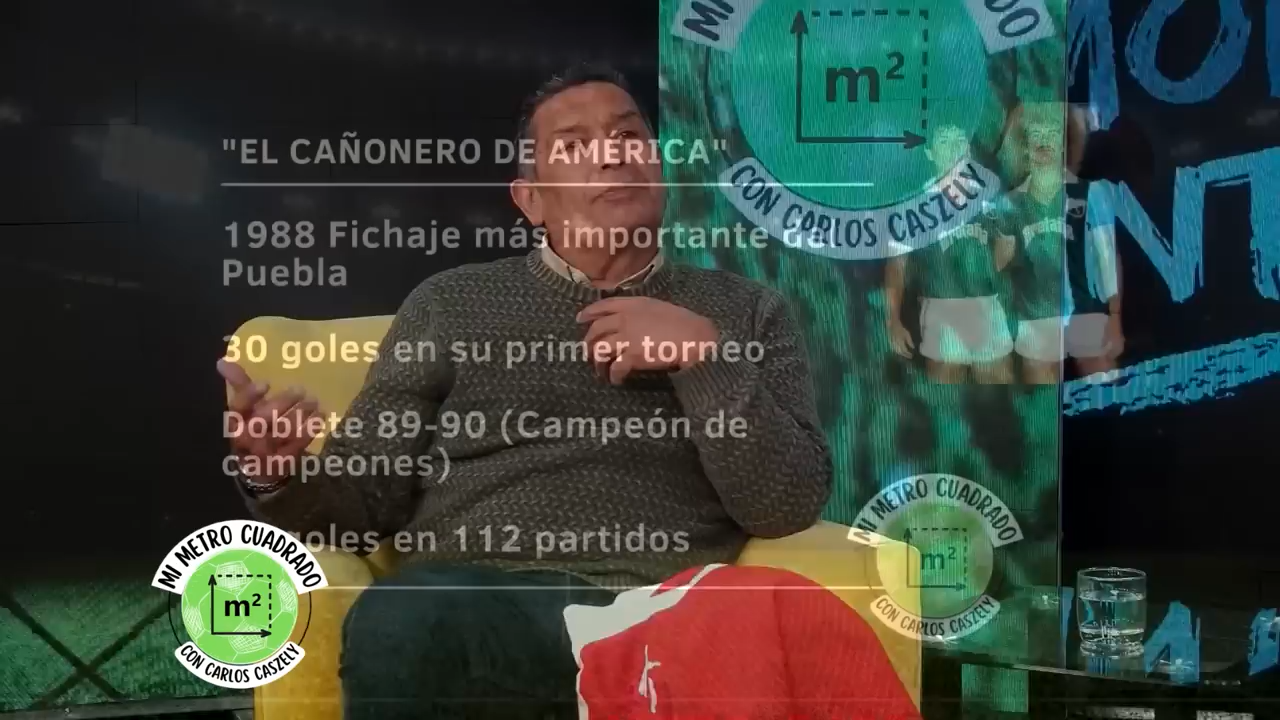 "EL CAÑONERO DE AMÉRICA"
1988 Fichaje más importante
Puebla
30 goles en su primer torneo
Doblete 89-90 (Campeón de
campeones)
goles en 112 partidos
m²
CON CARLOS CASZELY
MI METRO CUADRADO
m²
CON CARLOS CASZELY
MI METRO CUADRADO
m²
CON CARLOS CASZELY